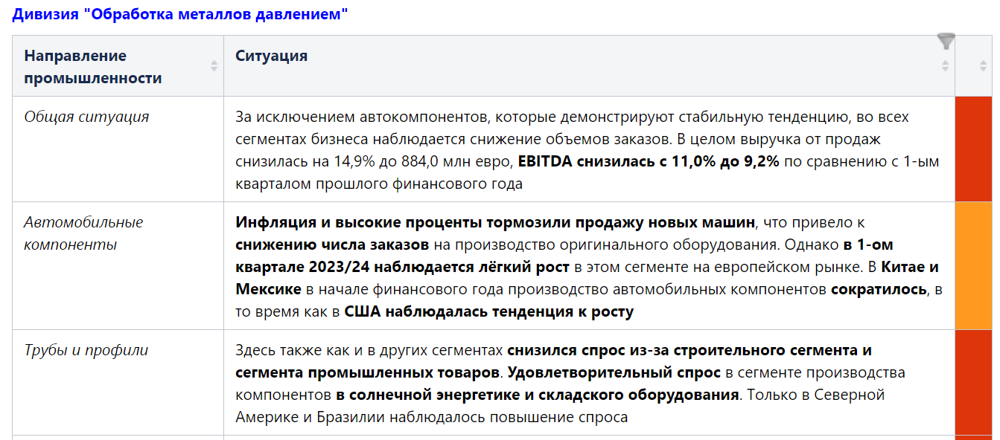 Дивизия "Обработка металлов давлением"
Направление
промышленности
Ситуация
Общая ситуация
За исключением автокомпонентов, которые демонстрируют стабильную тенденцию, во всех
сегментах бизнеса наблюдается снижение объемов заказов. В целом выручка от продаж
снизилась на 14,9% до 884,0 млн евро, EBITDA снизилась с 11,0% до 9,2% по сравнению с 1-ым
кварталом прошлого финансового года
Автомобильные
компоненты
Инфляция и высокие проценты тормозили продажу новых машин, что привело к
снижению числа заказов на производство оригинального оборудования. Однако в 1-ом
квартале 2023/24 наблюдается лёгкий рост в этом сегменте на европейском рынке. В Китае и
Мексике в начале финансового года производство автомобильных компонентов сократилось, в
то время как в США наблюдалась тенденция к росту
Трубы и профили
Здесь также как и в других сегментах снизился спрос из-за строительного сегмента и
сегмента промышленных товаров. Удовлетворительный спрос в сегменте производства
компонентов в солнечной энергетике и складского оборудования. Только в Северной
Америке и Бразилии наблюдалось повышение спроса